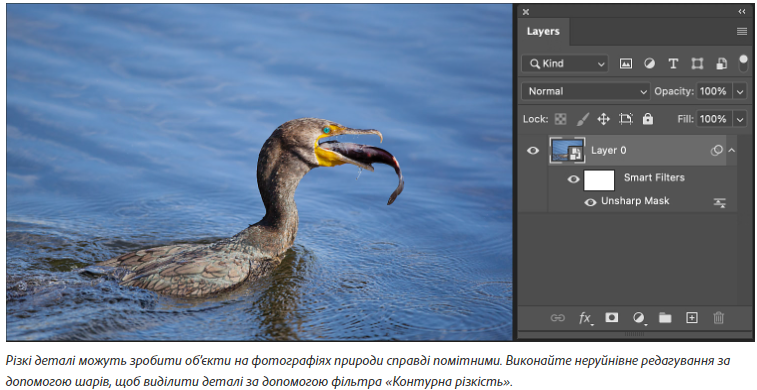 Layers
Kind
Normal
Opacity: 100%
Lock:
Fill: 100%
Layer 0
Smart Filters
Unsharp Mask
fx
Різкі деталі можуть зробити об'єкти на фотографіях природи справді помітними. Виконайте неруйнівне редагування за
допомогою шарів, щоб виділити деталі за допомогою фільтра «Контурна різкість».